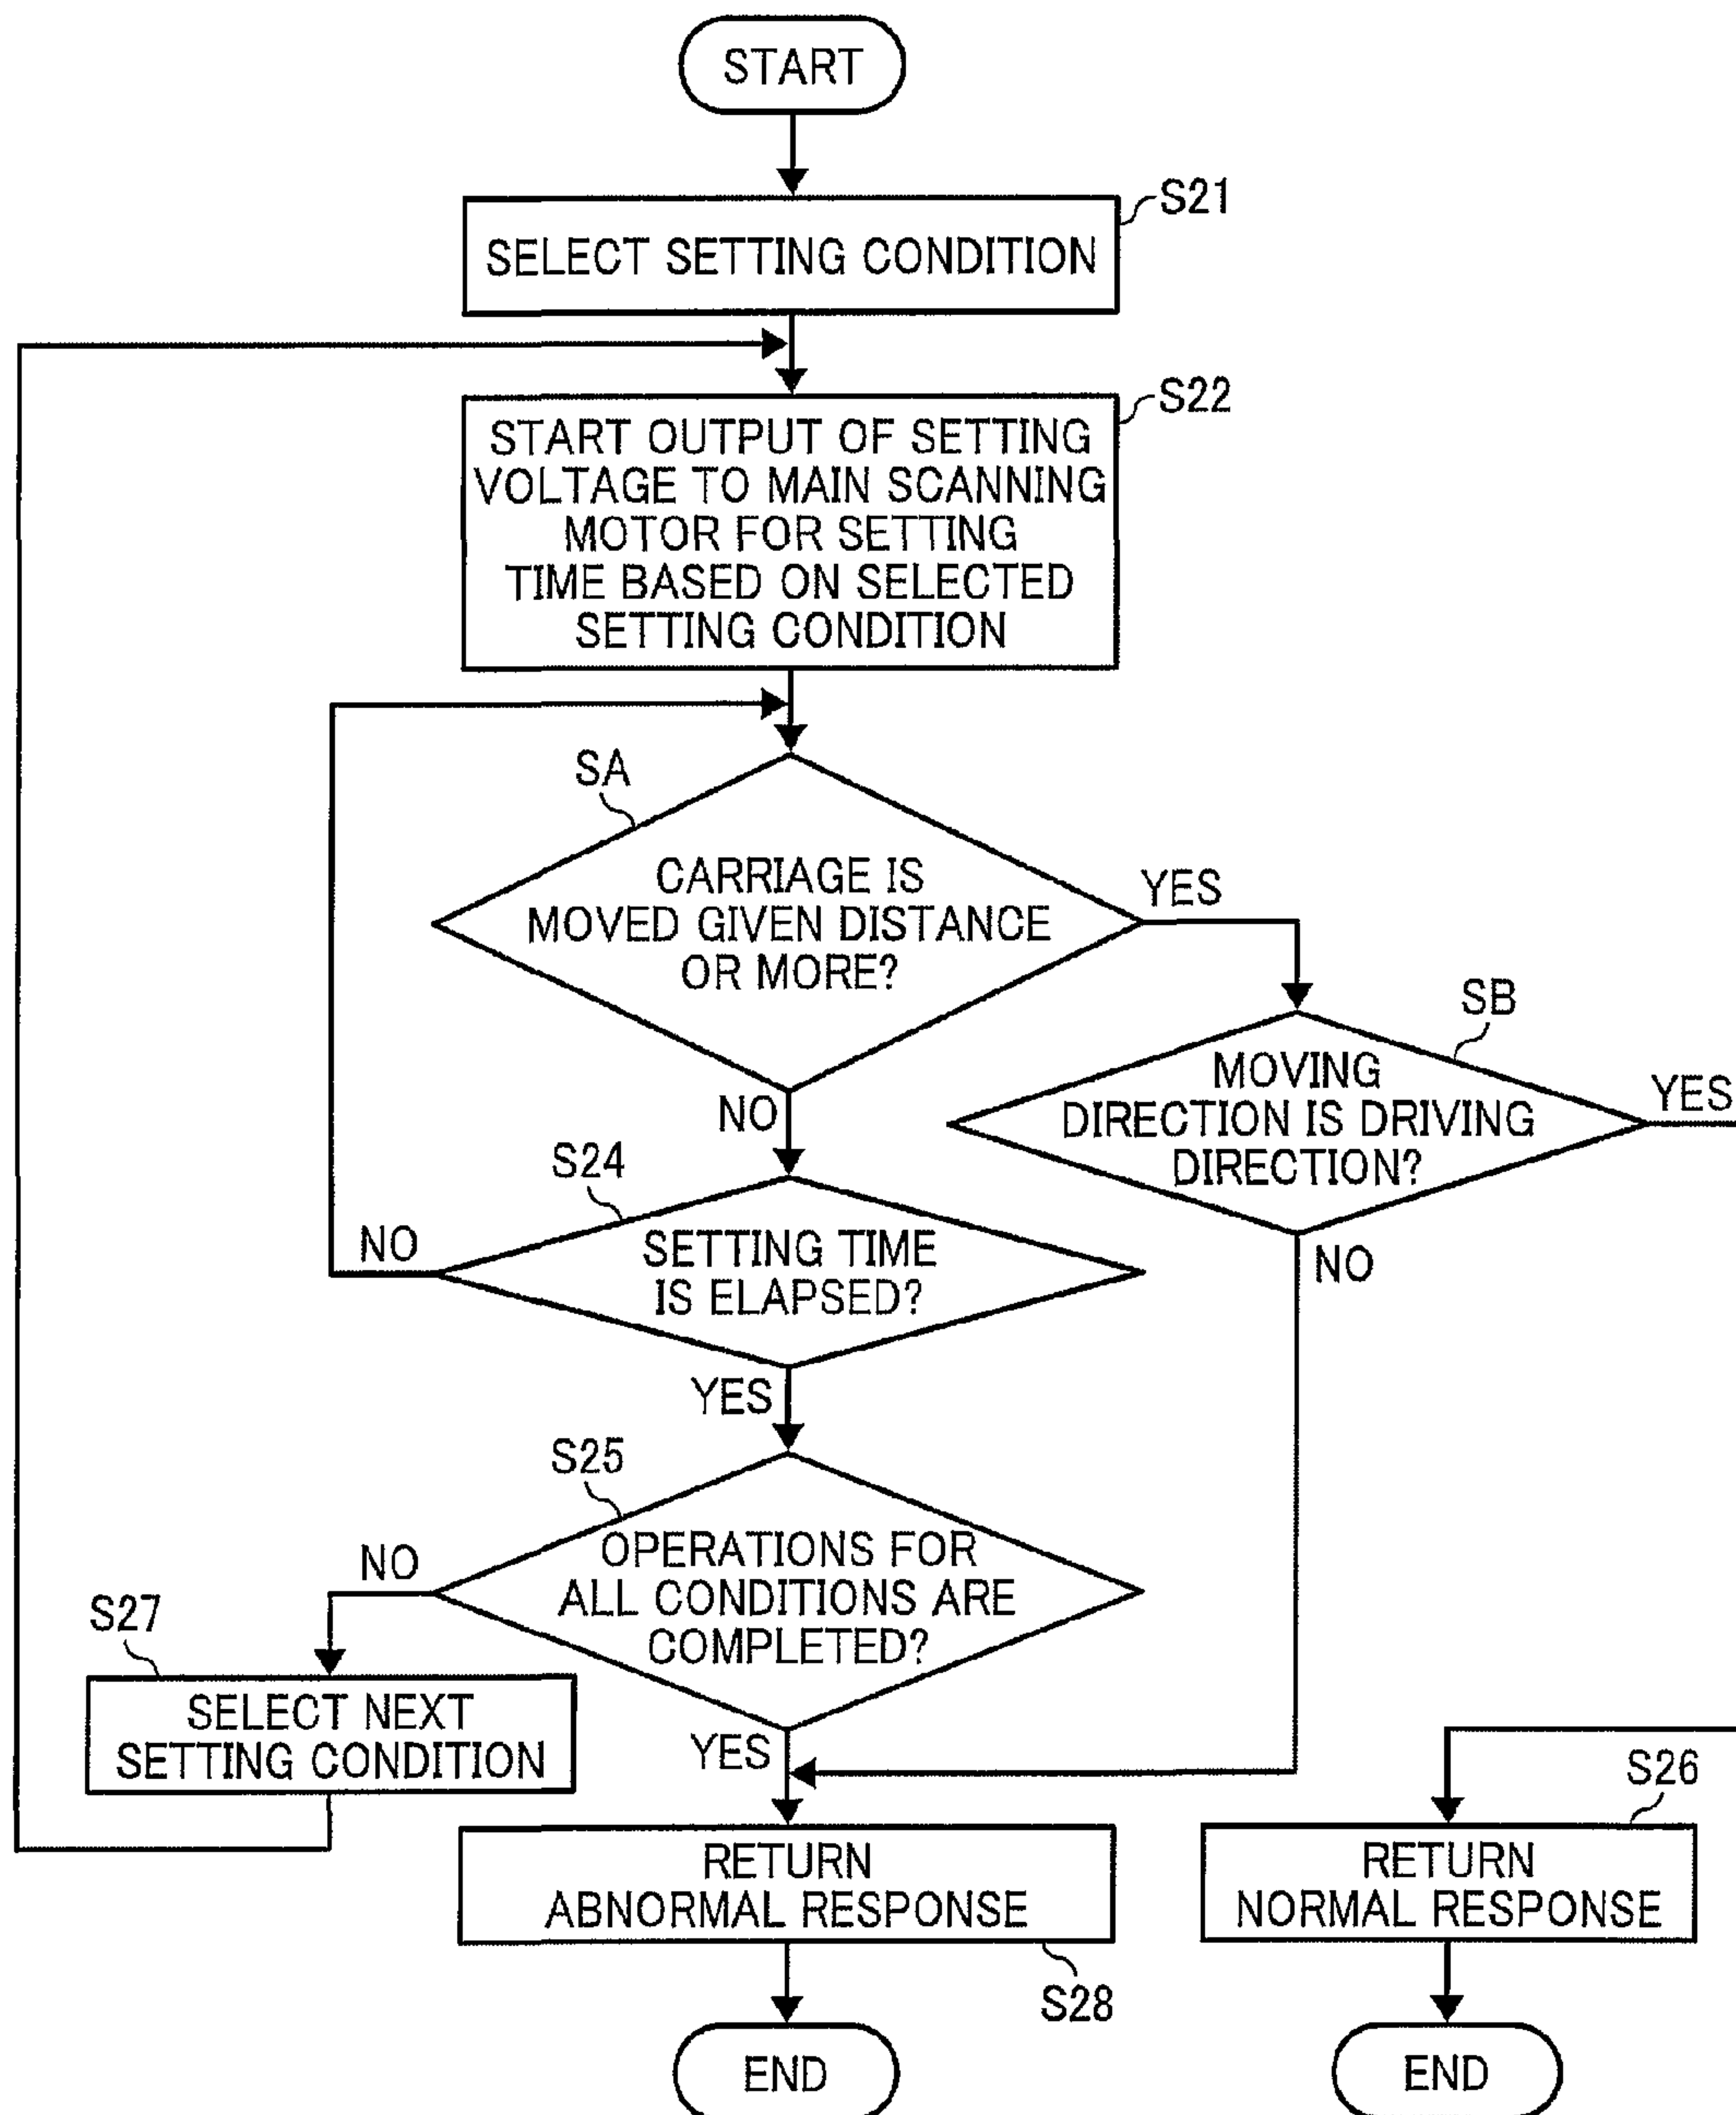 START
S21
SELECT SETTING CONDITION
S22
START OUTPUT OF SETTING
VOLTAGE TO MAIN SCANNING
MOTOR FOR SETTING
TIME BASED ON SELECTED
SETTING CONDITION
SA
CARRIAGE IS
MOVED GIVEN DISTANCE
OR MORE?
YES
NO
SB
MOVING
DIRECTION IS DRIVING
DIRECTION?
YES
NO
S24
SETTING TIME
IS ELAPSED?
NO
YES
S25
OPERATIONS FOR
ALL CONDITIONS ARE
COMPLETED?
NO
YES
S27
SELECT NEXT
SETTING CONDITION
S26
RETURN
ABNORMAL RESPONSE
S28
RETURN
NORMAL RESPONSE
END
END